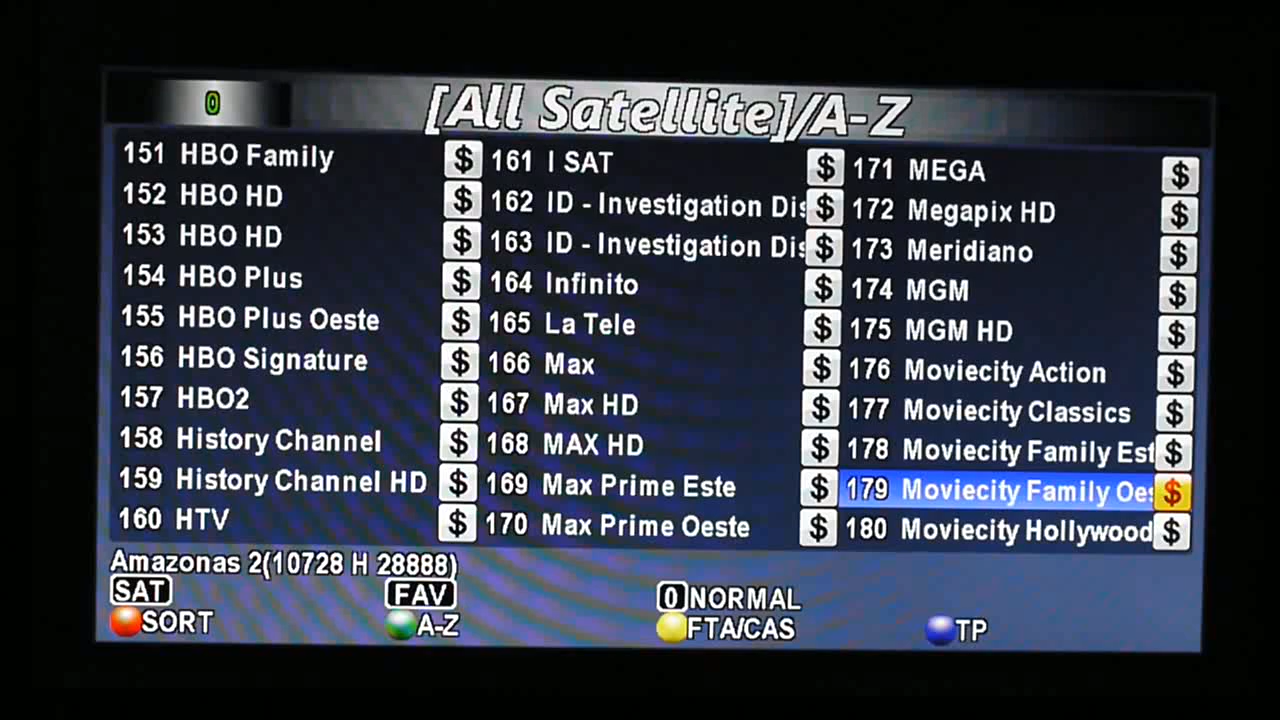 0
[All Satellite]/A-Z
151 HBO Family $
152 HBO HD $
153 HBO HD $
154 HBO Plus $
155 HBO Plus Oeste $
156 HBO Signature $
157 HBO2 $
158 History Channel $
159 History Channel HD $
160 HTV $
161 I SAT $
162 ID - Investigation Dis $
163 ID - Investigation Dis $
164 Infinito $
165 La Tele $
166 Max $
167 Max HD $
168 MAX HD $
169 Max Prime Este $
170 Max Prime Oeste $
171 MEGA $
172 Megapix HD $
173 Meridiano $
174 MGM $
175 MGM HD $
176 Moviecity Action $
177 Moviecity Classics $
178 Moviecity Family Est $
179 Moviecity Family Oes $
180 Moviecity Hollywood $
Amazonas 2(10728 H 28888)
SAT FAV 0 NORMAL
SORT A-Z FTA/CAS TP